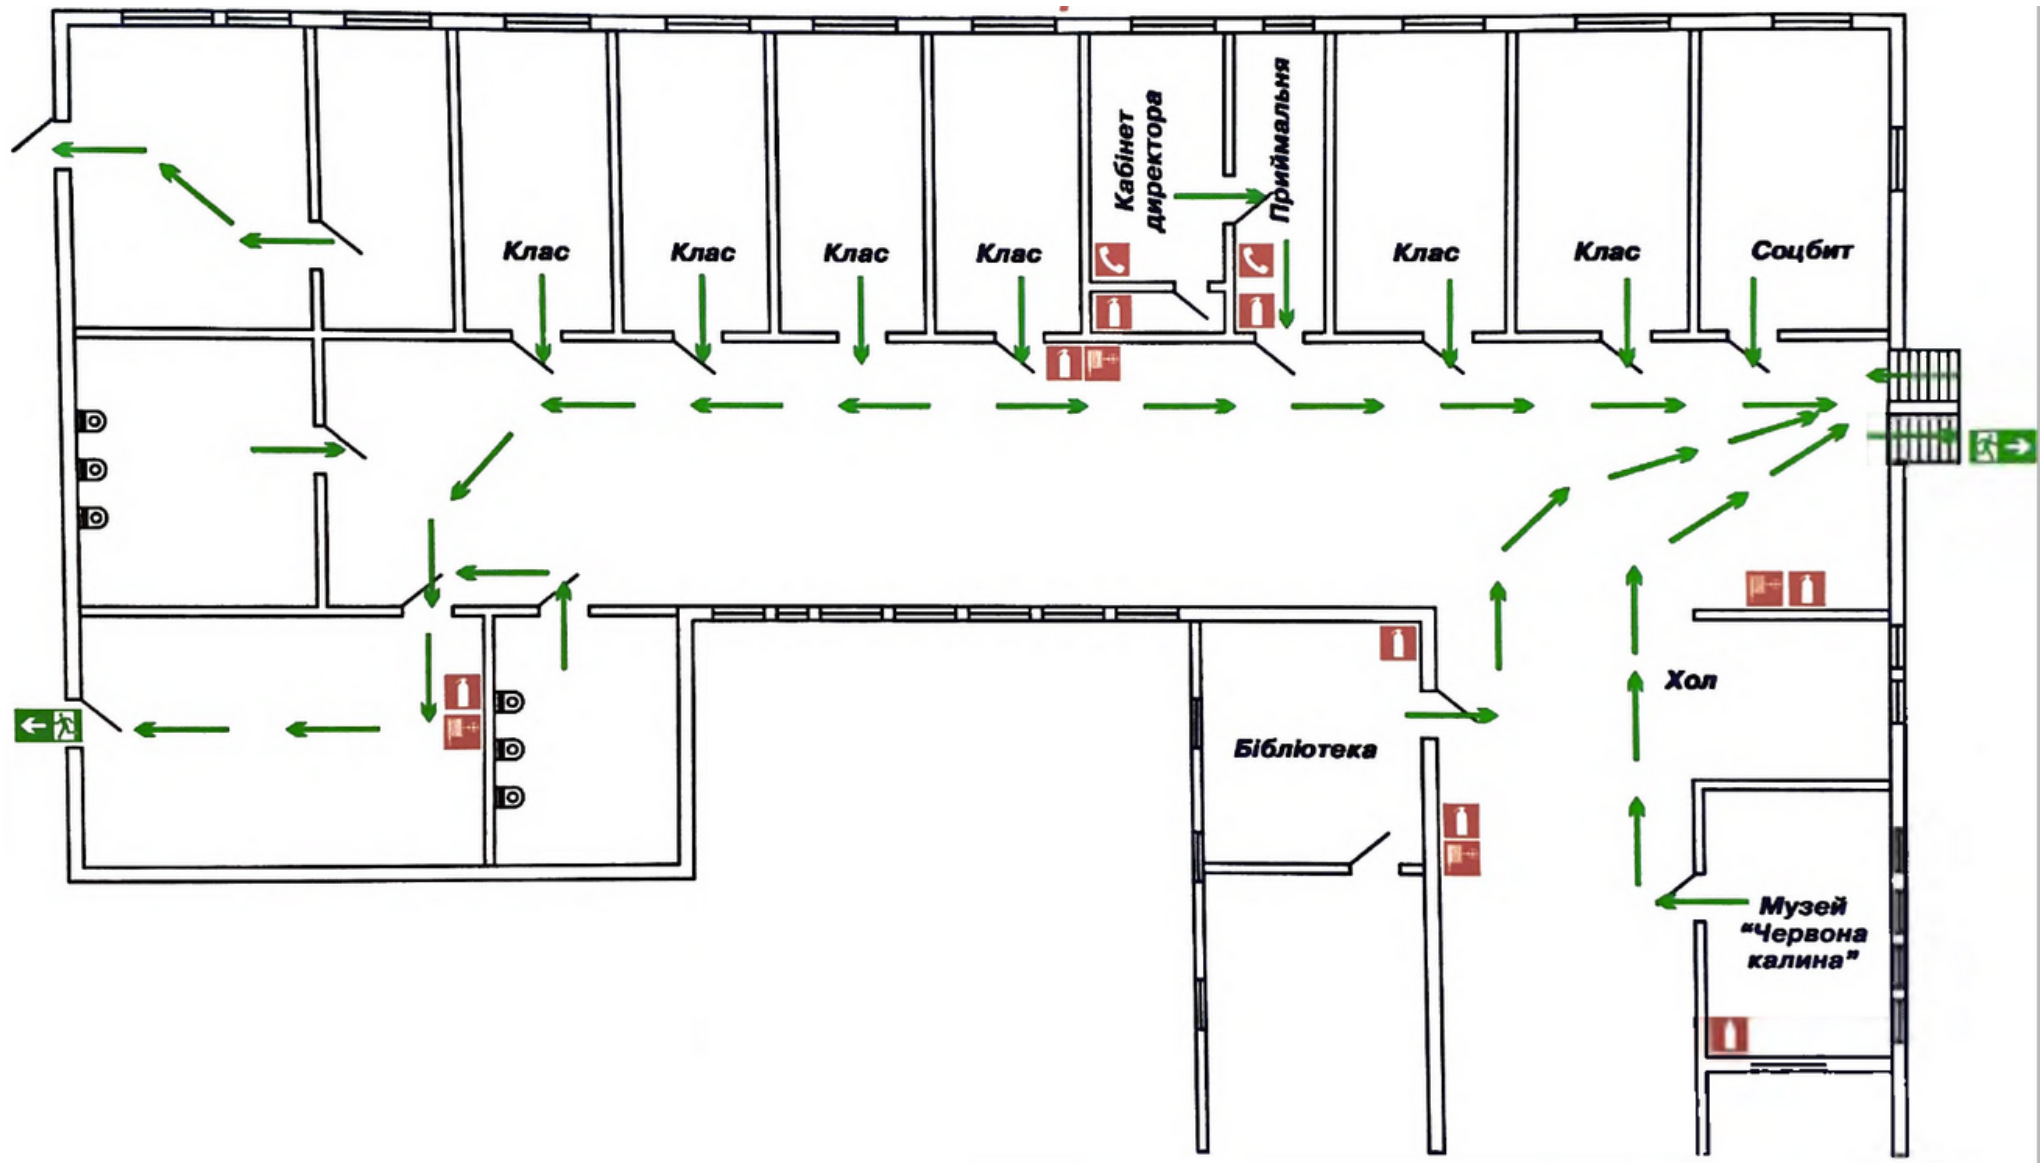 Кабінет
директора
Приймальня
Клас
Клас
Клас
Клас
Клас
Клас
Соцбит
Хол
Бібліотека
Музей
“Червона
калина”